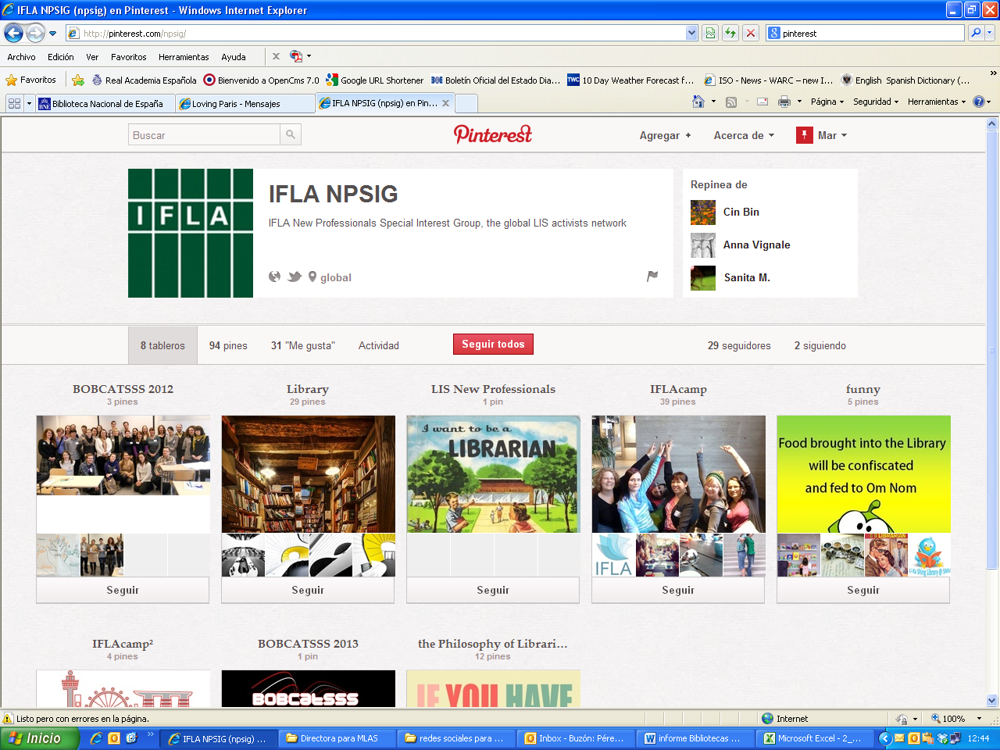 IFLA NPSIG (npsig) en Pinterest - Windows Internet Explorer
http://pinterest.com/npsig/
pinterest
Archivo Edición Ver Favoritos Herramientas Ayuda
Favoritos Real Academia Española Bienvenido a OpenCms 7.0 Google URL Shortener Boletín Oficial del Estado Dia... 10 Day Weather Forecast f... ISO - News - WARC – new I... English Spanish Dictionary (...
Biblioteca Nacional de España Loving Paris - Mensajes IFLA NPSIG (npsig) en Pin... Página Seguridad Herramientas
Buscar Pinterest Agregar + Acerca de Mar
IFLA
IFLA NPSIG
IFLA New Professionals Special Interest Group, the global LIS activists network
global
Repinea de
Cin Bin
Anna Vignale
Sanita M.
8 tableros 94 pines 31 "Me gusta" Actividad Seguir todos 29 seguidores 2 siguiendo
BOBCATSSS 2012 Library LIS New Professionals IFLAcamp funny
3 pines 29 pines 1 pin 39 pines 5 pines
I want to be a
LIBRARIAN
Food brought into the Library
will be confiscated
and fed to Om Nom
IFLA
LIBRARIAN
Li Ka Shing Library @ SMU
Seguir Seguir Seguir Seguir Seguir
IFLAcamp² BOBCATSSS 2013 the Philosophy of Librari...
4 pines 1 pin 12 pines
BOBCATSSS
IF YOU HAVE
Listo pero con errores en la página. Internet 100%
Inicio IFLA NPSIG (npsig) ... Directora para MLAS redes sociales para ... Inbox - Buzón: Pére... informe Bibliotecas ... Microsoft Excel - 2_... 12:44